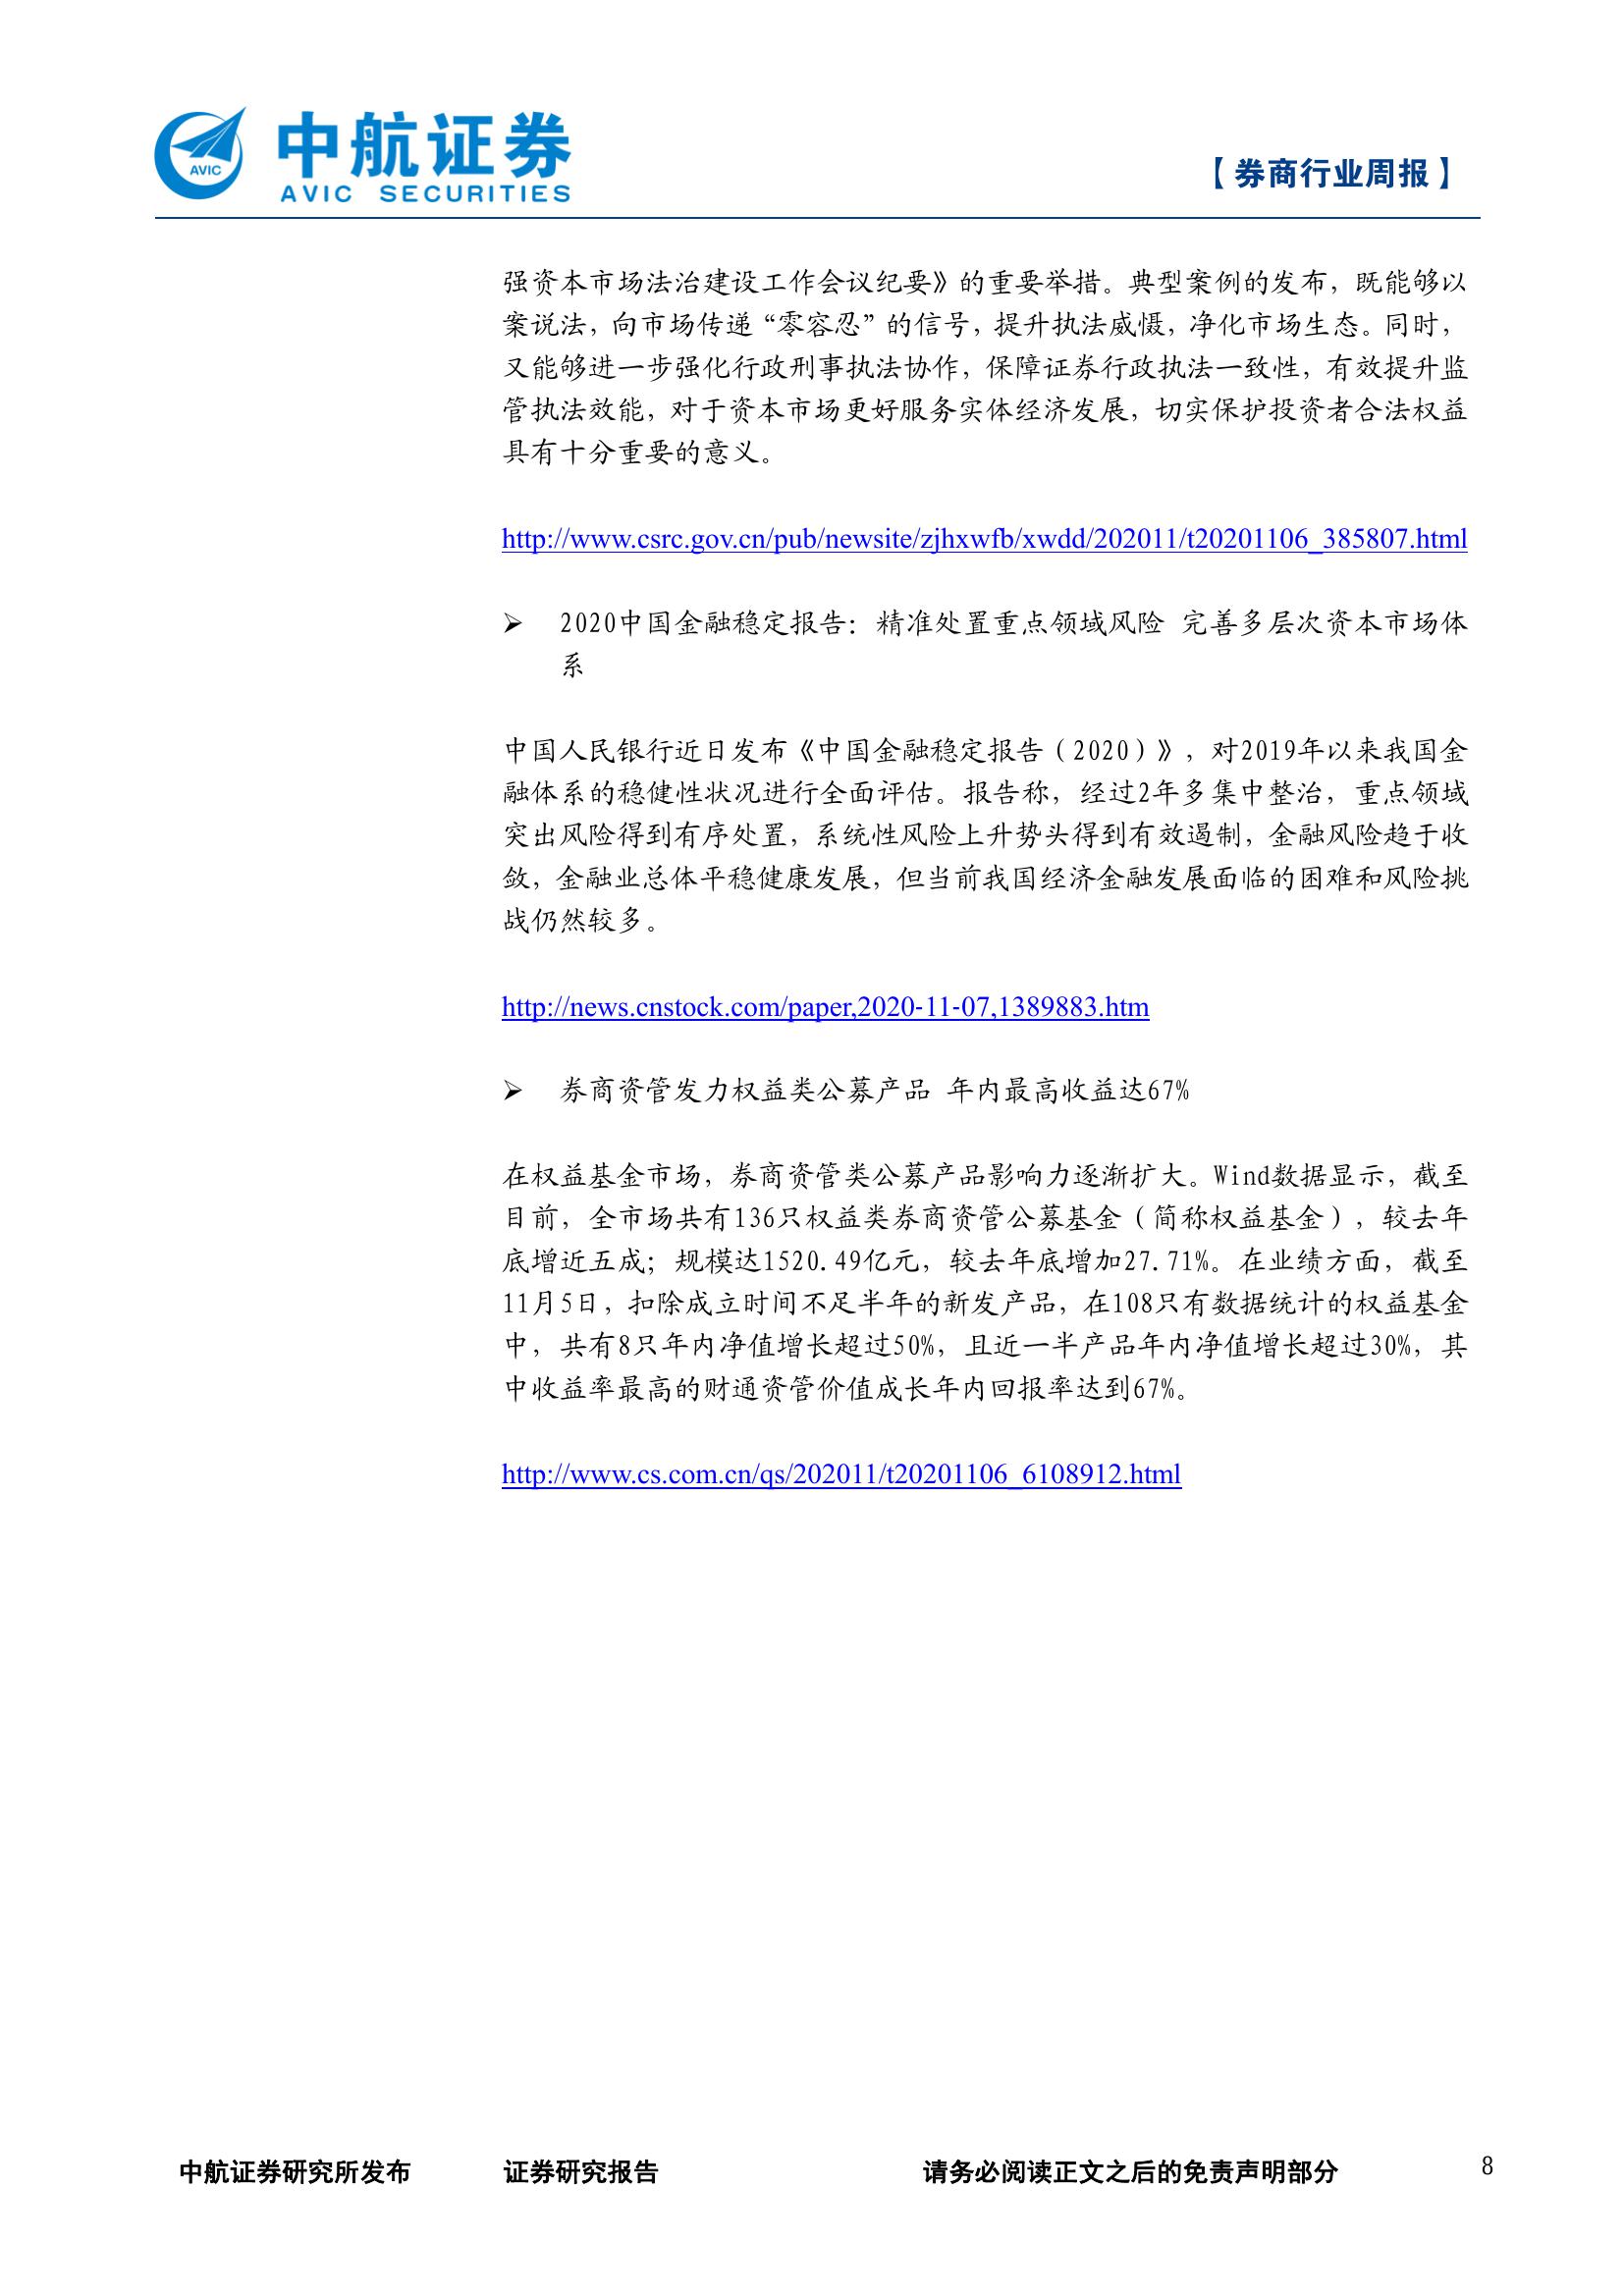 AVIC
中航证券
AVIC SECURITIES
【券商行业周报】
强资本市场法治建设工作会议纪要》的重要举措。典型案例的发布，既能够以
案说法，向市场传递“零容忍”的信号，提升执法威慑，净化市场生态。同时，
又能够进一步强化行政刑事执法协作，保障证券行政执法一致性，有效提升监
管执法效能，对于资本市场更好服务实体经济发展，切实保护投资者合法权益
具有十分重要的意义。
http://www.csrc.gov.cn/pub/newsite/zjhxwfb/xwdd/202011/t20201106_385807.html
➢ 2020中国金融稳定报告：精准处置重点领域风险 完善多层次资本市场体
系
中国人民银行近日发布《中国金融稳定报告（2020）》，对2019年以来我国金
融体系的稳健性状况进行全面评估。报告称，经过2年多集中整治，重点领域
突出风险得到有序处置，系统性风险上升势头得到有效遏制，金融风险趋于收
敛，金融业总体平稳健康发展，但当前我国经济金融发展面临的困难和风险挑
战仍然较多。
http://news.cnstock.com/paper,2020-11-07,1389883.htm
➢ 券商资管发力权益类公募产品 年内最高收益达67%
在权益基金市场，券商资管类公募产品影响力逐渐扩大。Wind数据显示，截至
目前，全市场共有136只权益类券商资管公募基金（简称权益基金），较去年
底增近五成；规模达1520.49亿元，较去年底增加27.71%。在业绩方面，截至
11月5日，扣除成立时间不足半年的新发产品，在108只有数据统计的权益基金
中，共有8只年内净值增长超过50%，且近一半产品年内净值增长超过30%，其
中收益率最高的财通资管价值成长年内回报率达到67%。
http://www.cs.com.cn/qs/202011/t20201106_6108912.html
中航证券研究所发布 证券研究报告 请务必阅读正文之后的免责声明部分 8